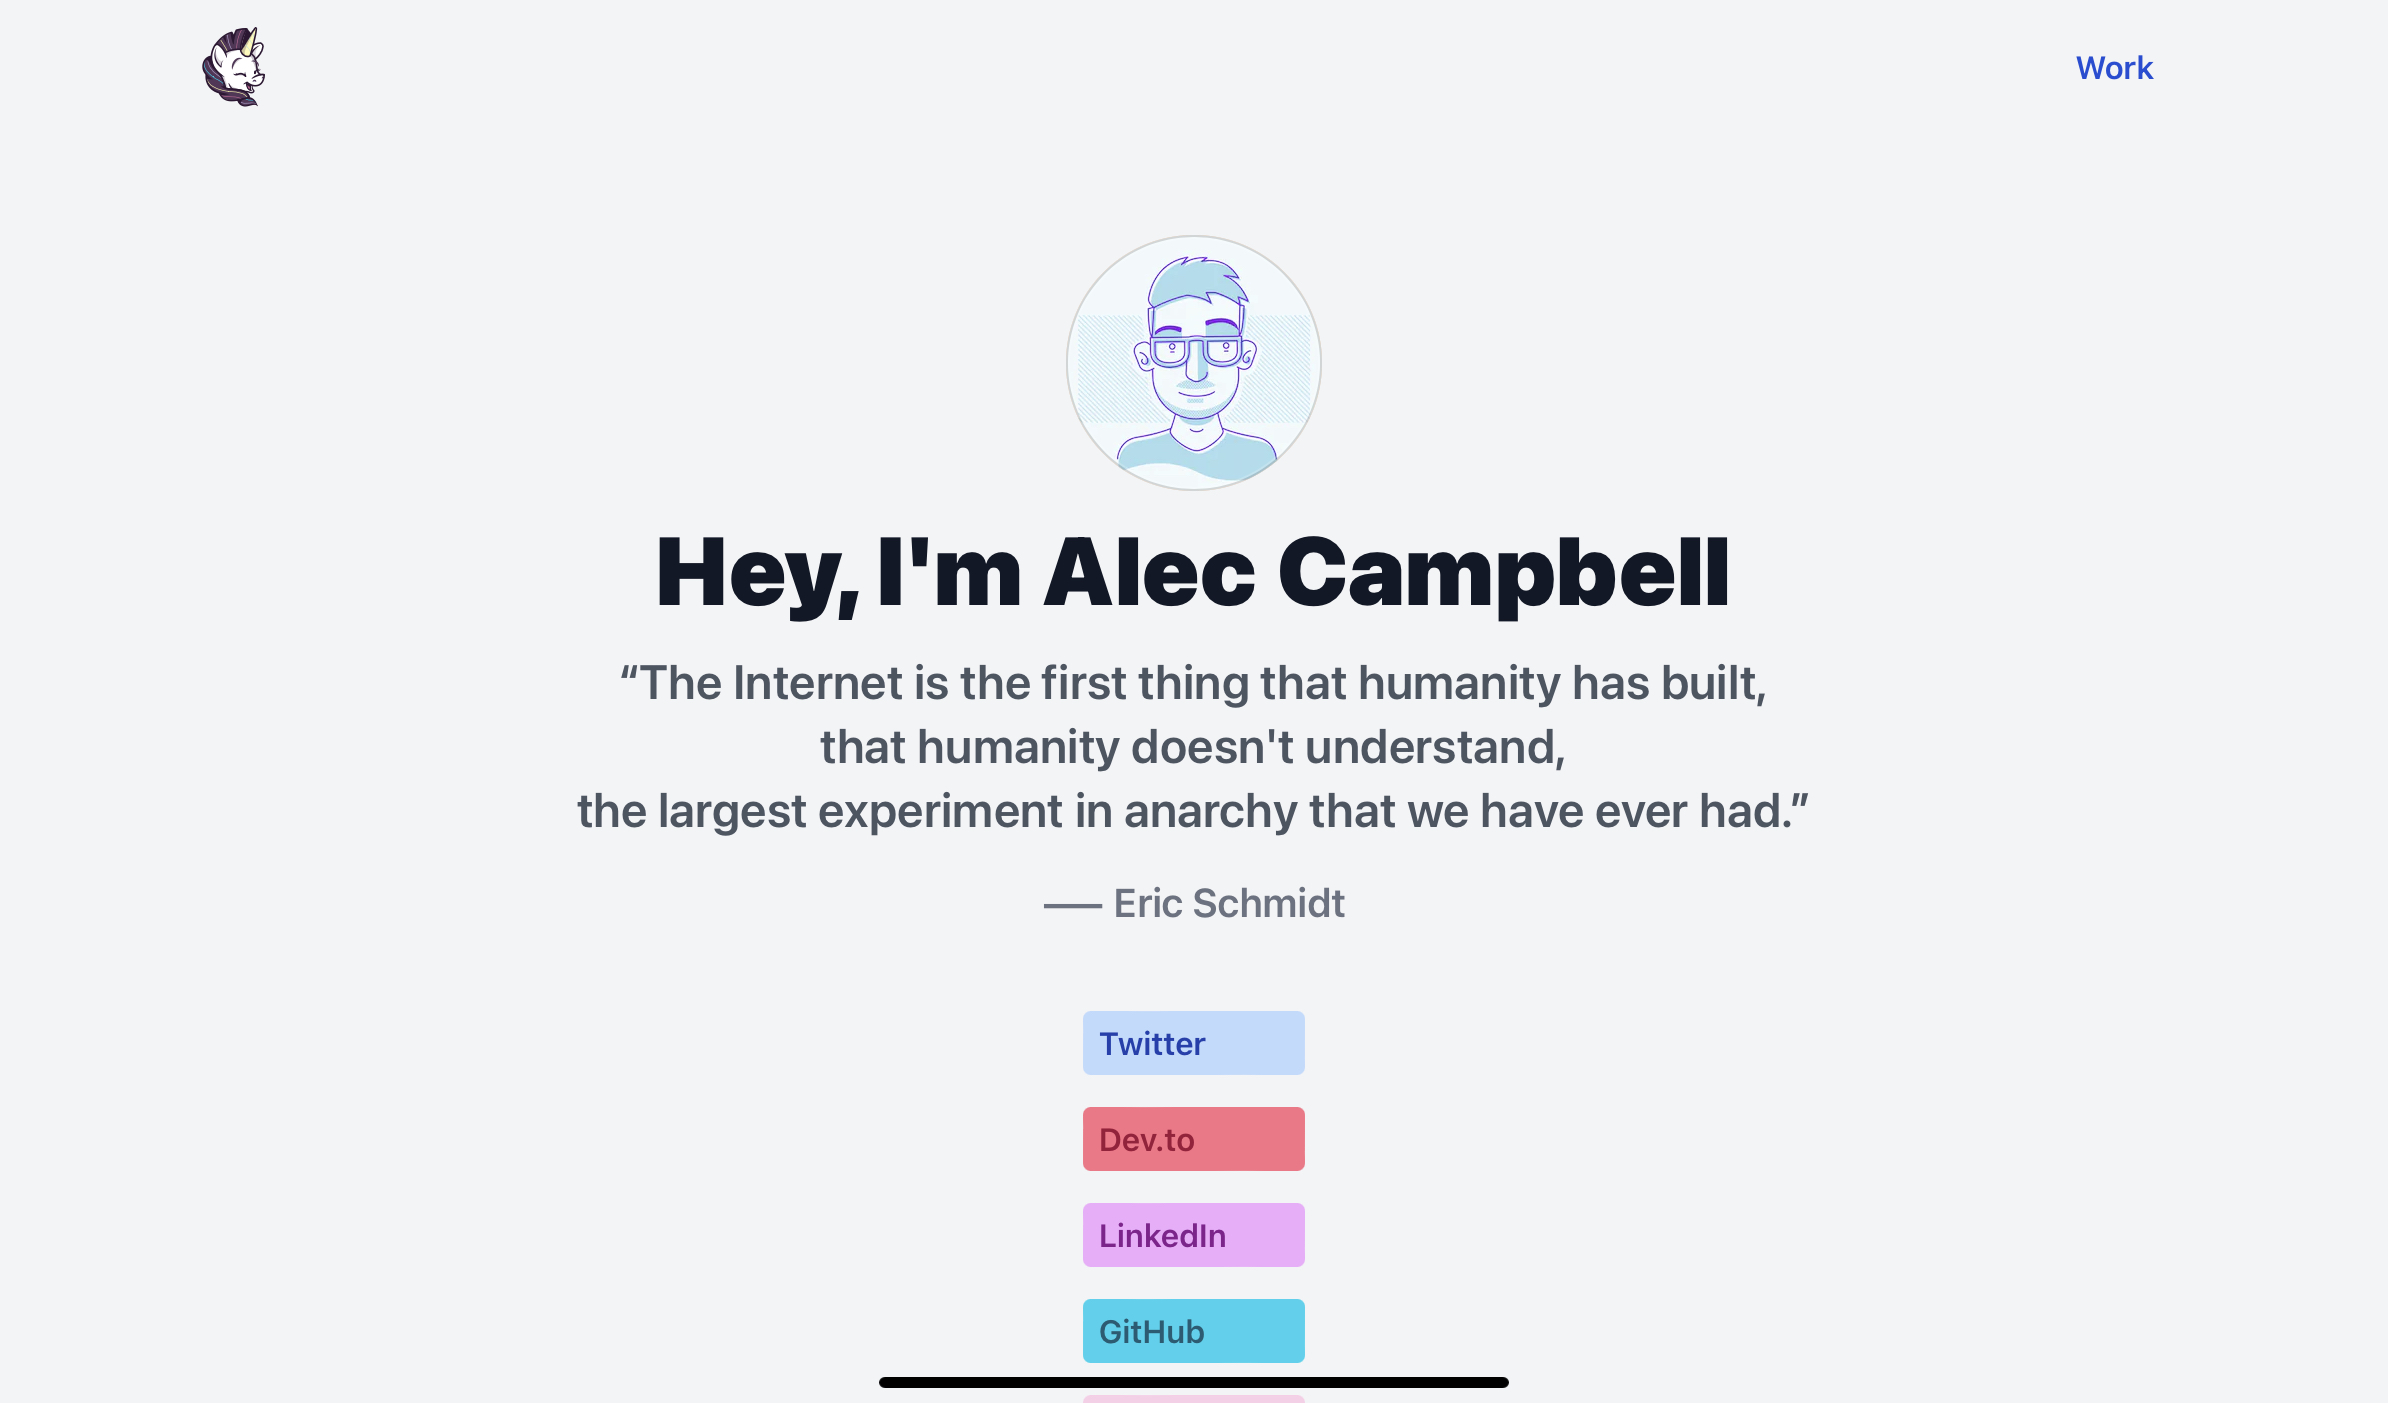 Work
Hey, I'm Alec Campbell
“The Internet is the first thing that humanity has built,
that humanity doesn't understand,
the largest experiment in anarchy that we have ever had.”
── Eric Schmidt
Twitter
Dev.to
LinkedIn
GitHub